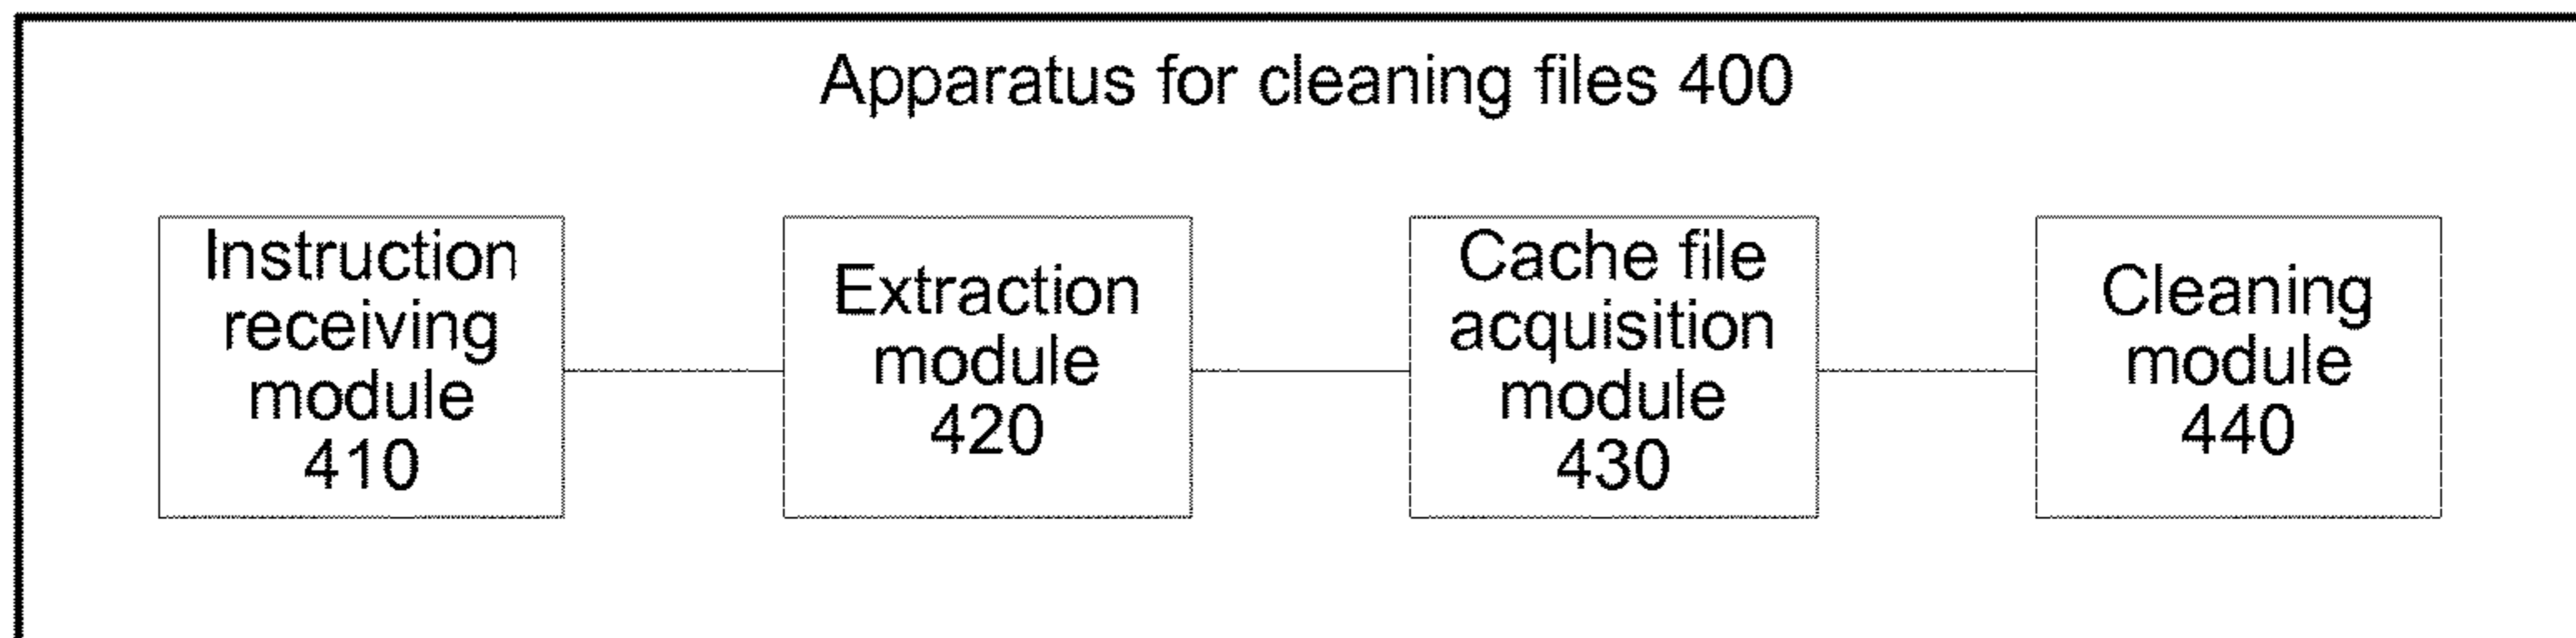 Apparatus for cleaning files 400
Instruction
receiving
module
410
Extraction
module
420
Cache file
acquisition
module
430
Cleaning
module
440